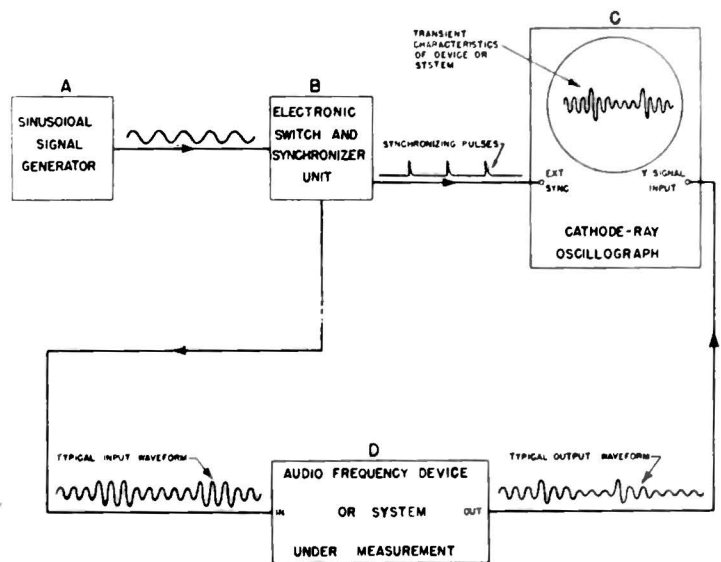 A
SINUSOIDAL
SIGNAL
GENERATOR
B
ELECTRONIC
SWITCH AND
SYNCHRONIZER
UNIT
SYNCHRONIZING PULSES
C
TRANSIENT
CHARACTERISTICS
OF DEVICE OR
SYSTEM
EXT
SYNC
Y SIGNAL
INPUT
CATHODE-RAY
OSCILLOGRAPH
TYPICAL INPUT WAVEFORM
D
AUDIO FREQUENCY DEVICE
IN
OR SYSTEM
OUT
UNDER MEASUREMENT
TYPICAL OUTPUT WAVEFORM